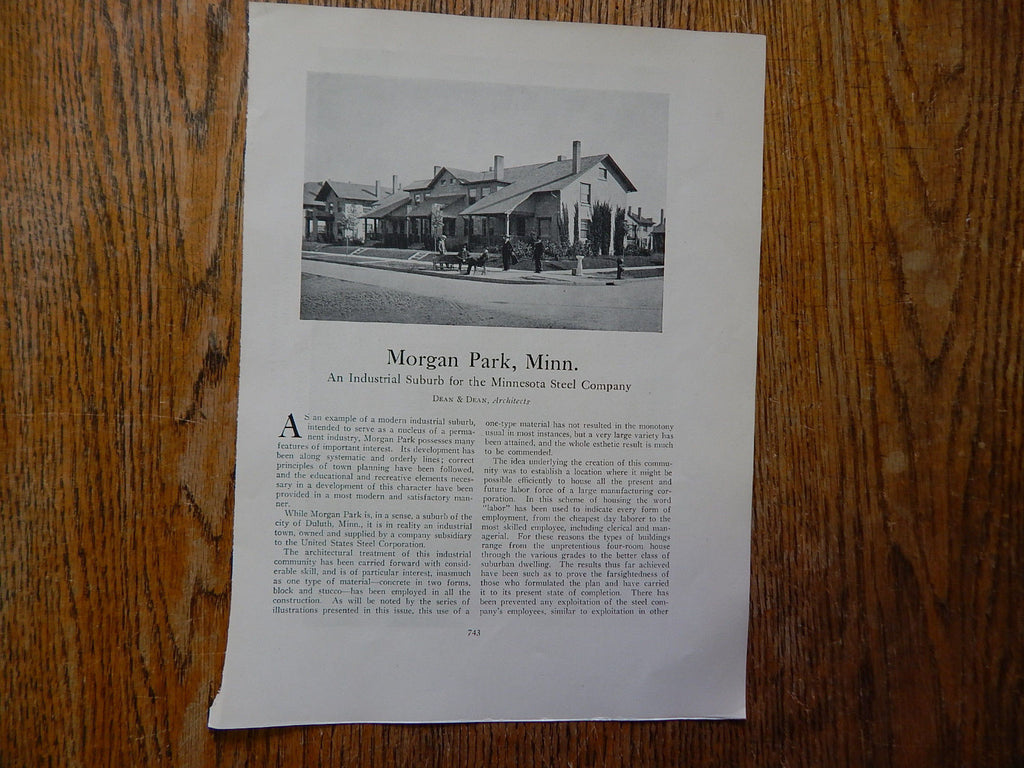 Morgan Park, Minn.
An Industrial Suburb for the Minnesota Steel Company
DEAN & DEAN, Architects
AS an example of a modern industrial suburb,
intended to serve as a nucleus of a perma-
nent industry, Morgan Park possesses many
features of important interest. Its development has
been along systematic and orderly lines; correct
principles of town planning have been followed,
and the educational and recreative elements neces-
sary in a development of this character have been
provided in a most modern and satisfactory man-
ner.
While Morgan Park is, in a sense, a suburb of the
city of Duluth, Minn., it is in reality an industrial
town, owned and supplied by a company subsidiary
to the United States Steel Corporation.
The architectural treatment of this industrial
community has been carried forward with consid-
erable skill, and is of particular interest, inasmuch
as one type of material—concrete in two forms,
block and stucco—has been employed in all the
construction. As will be noted by the series of
illustrations presented in this issue, this use of a
one-type material has not resulted in the monotony
usual in most instances, but a very large variety has
been attained, and the whole esthetic result is much
to be commended.
The idea underlying the creation of this commu-
nity was to establish a location where it might be
possible efficiently to house all the present and
future labor force of a large manufacturing cor-
poration. In this scheme of housing the word
"labor" has been used to indicate every form of
employment, from the cheapest day laborer to the
most skilled employee, including clerical and man-
agerial. For these reasons the types of buildings
range from the unpretentious four-room house
through the various grades to the better class of
suburban dwelling. The results thus far achieved
have been such as to prove the farsightedness of
those who formulated the plan and have carried
it to its present state of completion. There has
been prevented any exploitation of the steel com-
pany's employees, similar to exploitation in other
743